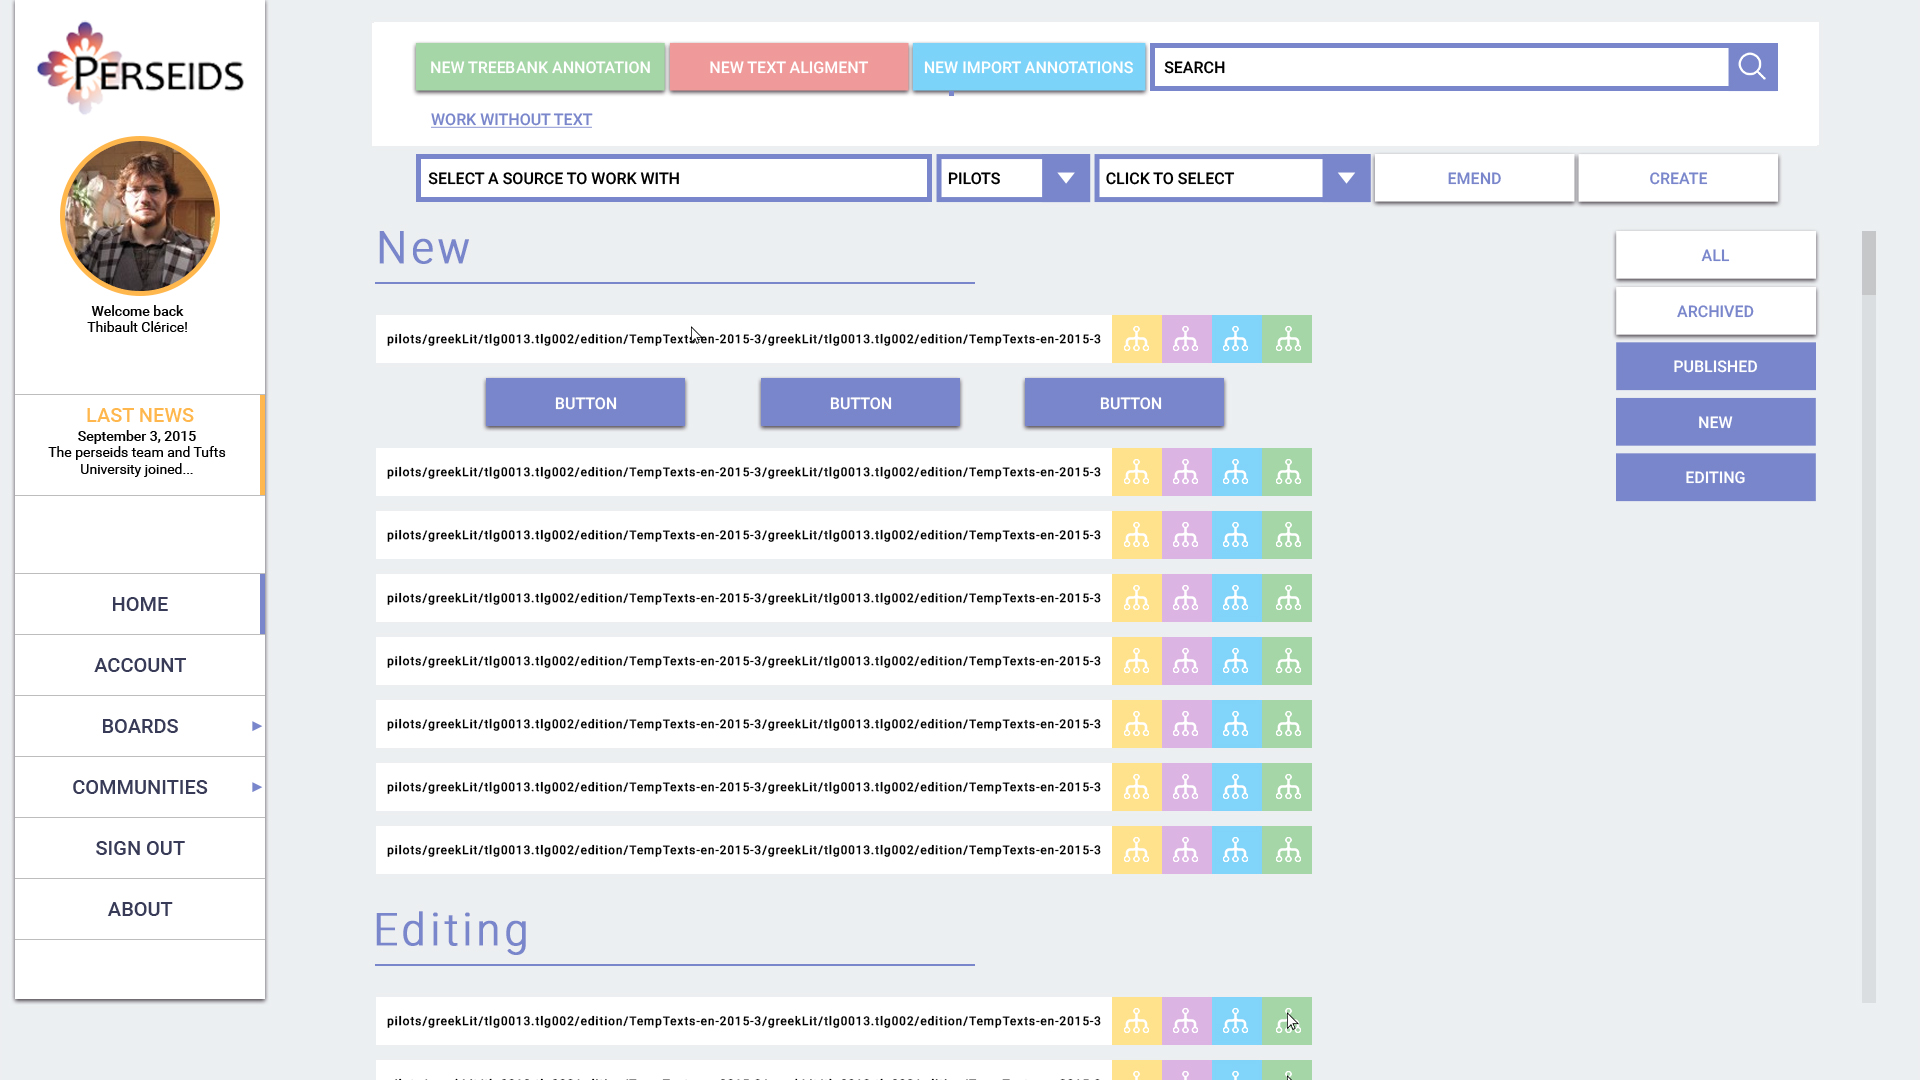 PERSEIDS
Welcome back
Thibault Clérice!
LAST NEWS
September 3, 2015
The perseids team and Tufts
University joined...
HOME
ACCOUNT
BOARDS
COMMUNITIES
SIGN OUT
ABOUT
NEW TREEBANK ANNOTATION
NEW TEXT ALIGMENT
NEW IMPORT ANNOTATIONS
SEARCH
WORK WITHOUT TEXT
SELECT A SOURCE TO WORK WITH
PILOTS
CLICK TO SELECT
EMEND
CREATE
New
pilots/greekLit/tlg0013.tlg002/edition/TempTexts-en-2015-3/greekLit/tlg0013.tlg002/edition/TempTexts-en-2015-3
BUTTON
BUTTON
BUTTON
pilots/greekLit/tlg0013.tlg002/edition/TempTexts-en-2015-3/greekLit/tlg0013.tlg002/edition/TempTexts-en-2015-3
pilots/greekLit/tlg0013.tlg002/edition/TempTexts-en-2015-3/greekLit/tlg0013.tlg002/edition/TempTexts-en-2015-3
pilots/greekLit/tlg0013.tlg002/edition/TempTexts-en-2015-3/greekLit/tlg0013.tlg002/edition/TempTexts-en-2015-3
pilots/greekLit/tlg0013.tlg002/edition/TempTexts-en-2015-3/greekLit/tlg0013.tlg002/edition/TempTexts-en-2015-3
pilots/greekLit/tlg0013.tlg002/edition/TempTexts-en-2015-3/greekLit/tlg0013.tlg002/edition/TempTexts-en-2015-3
pilots/greekLit/tlg0013.tlg002/edition/TempTexts-en-2015-3/greekLit/tlg0013.tlg002/edition/TempTexts-en-2015-3
pilots/greekLit/tlg0013.tlg002/edition/TempTexts-en-2015-3/greekLit/tlg0013.tlg002/edition/TempTexts-en-2015-3
Editing
pilots/greekLit/tlg0013.tlg002/edition/TempTexts-en-2015-3/greekLit/tlg0013.tlg002/edition/TempTexts-en-2015-3
ALL
ARCHIVED
PUBLISHED
NEW
EDITING